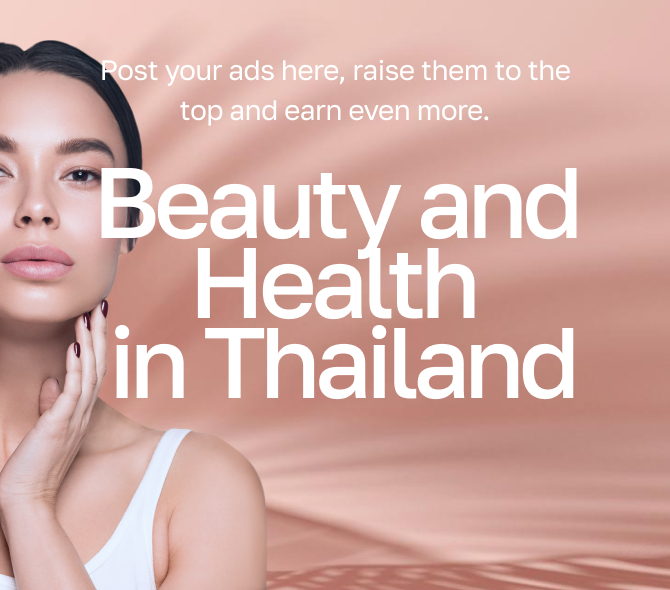 Post your ads here, raise them to the
top and earn even more.
Beauty and
Health
in Thailand